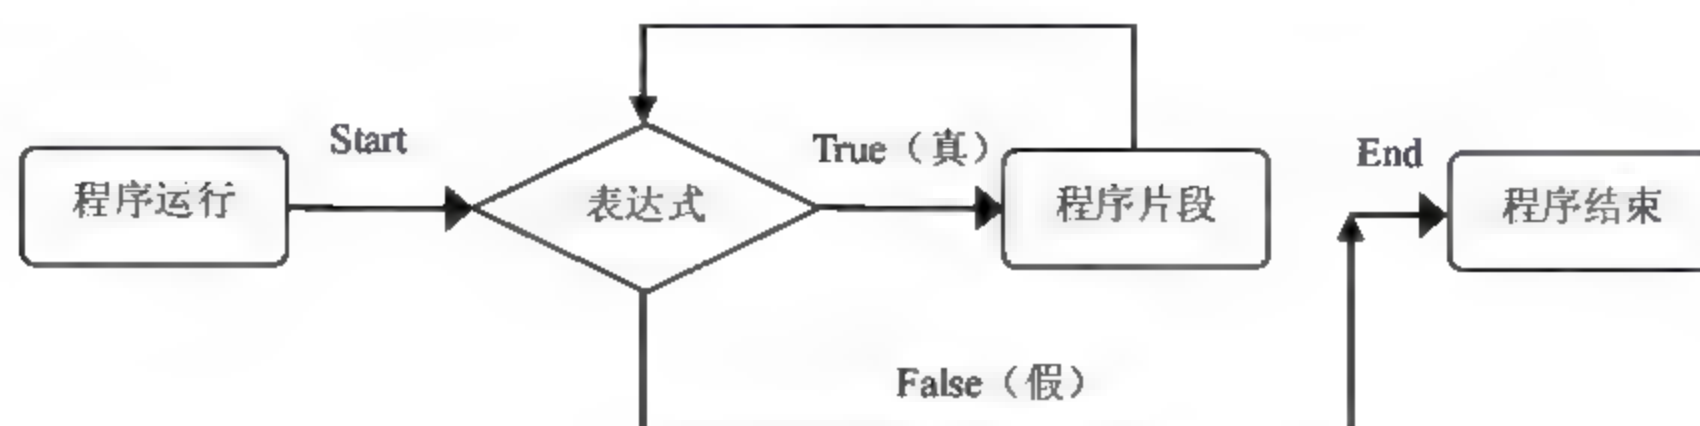 Start
True（真）
End
程序运行
表达式
程序片段
程序结束
False（假）